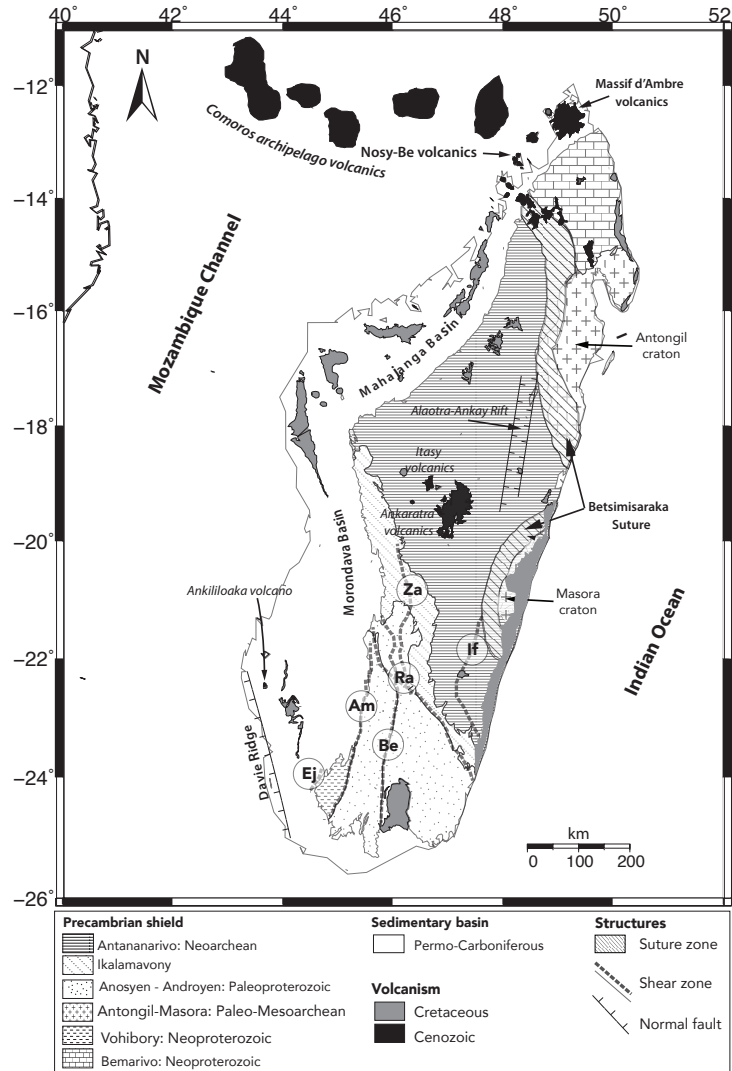 40°
42
44
46
48
50°
52
−12°
−14°
−16°
−18°
−20°
−22°
−24°
−26°
N
Massif d'Ambre
volcanics
Comoros archipelago volcanics
Nosy-Be volcanics
Mozambique Channel
Antongil
craton
Mahajanga Basin
Alaotra-Ankay Rift
Itasy
volcanics
Ankaratra
volcanics
Betsimisaraka
Suture
Morondava Basin
Ankililoaka volcano
Masora
craton
Indian Ocean
Za
If
Ra
Am
Be
Ej
Davie Ridge
km
0 100 200
Precambrian shield
Antananarivo: Neoarchean
Ikalamavony
Anosyen - Androyen: Paleoproterozoic
Antongil-Masora: Paleo-Mesoarchean
Vohibory: Neoproterozoic
Bemarivo: Neoproterozoic
Sedimentary basin
Permo-Carboniferous
Volcanism
Cretaceous
Cenozoic
Structures
Suture zone
Shear zone
Normal fault